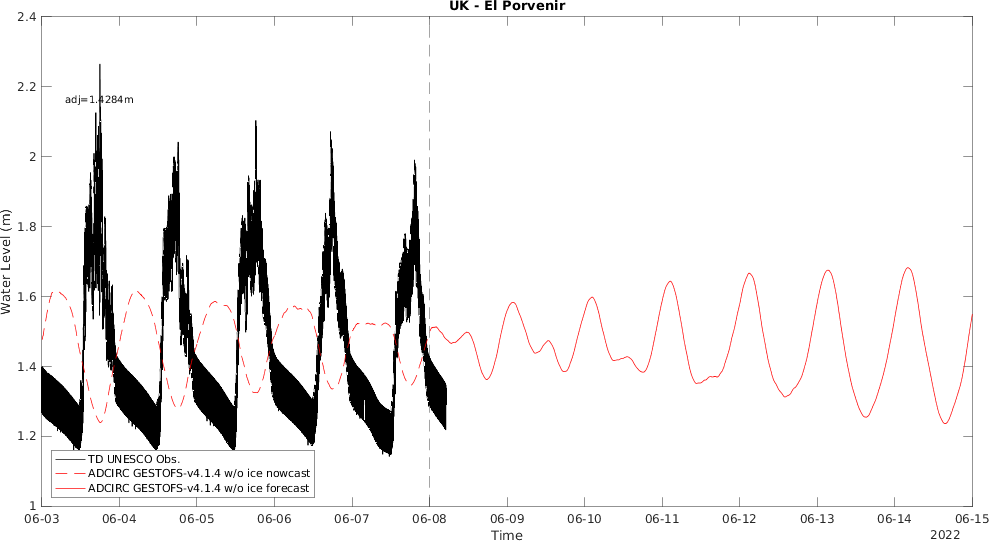 UK - El Porvenir
2.4
2.2
adj=1.4284m
2
1.8
1.6
1.4
1.2
1
Water Level (m)
TD UNESCO Obs.
ADCIRC GESTOFS-v4.1.4 w/o ice nowcast
ADCIRC GESTOFS-v4.1.4 w/o ice forecast
06-03 06-04 06-05 06-06 06-07 06-08 06-09 06-10 06-11 06-12 06-13 06-14 06-15
Time
2022